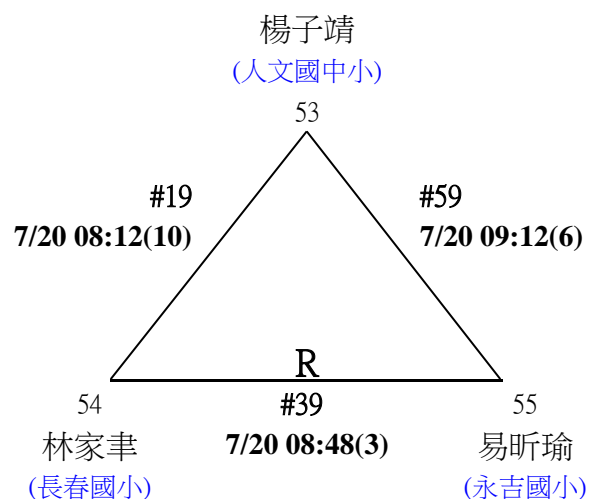 楊子靖
(人文國中小)
53
#19
7/20 08:12(10)
#59
7/20 09:12(6)
R
54
#39
55
林家聿
7/20 08:48(3)
易昕瑜
(長春國小)
(永吉國小)